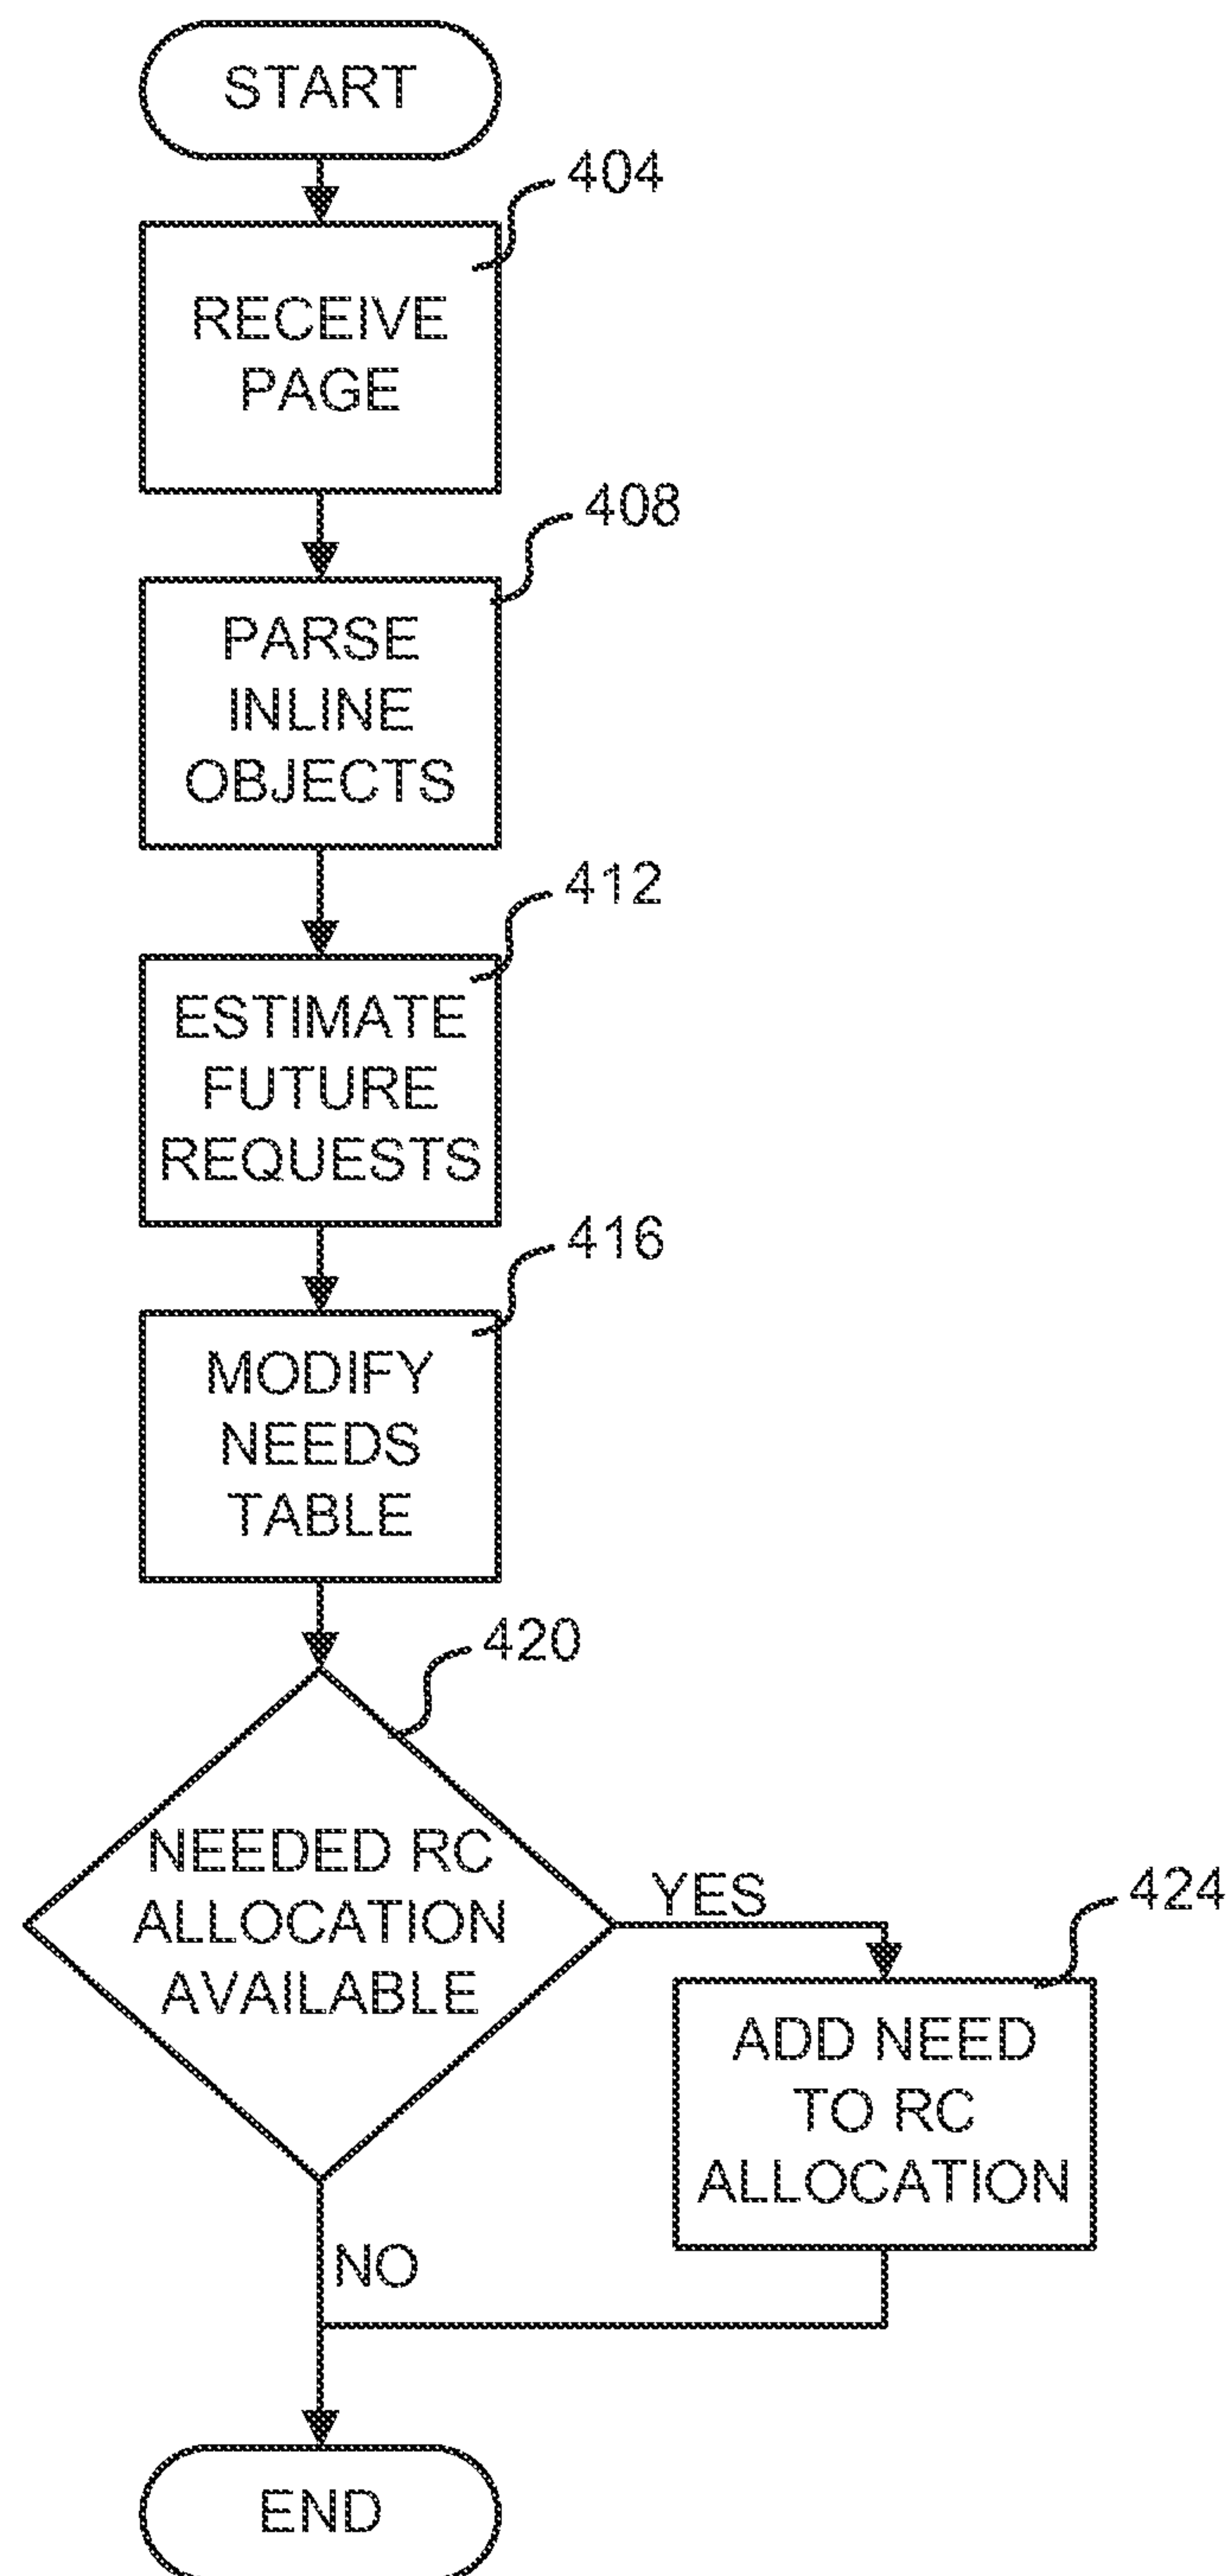 START
404
RECEIVE
PAGE
408
PARSE
INLINE
OBJECTS
412
ESTIMATE
FUTURE
REQUESTS
416
MODIFY
NEEDS
TABLE
420
NEEDED RC
ALLOCATION
AVAILABLE
YES
424
ADD NEED
TO RC
ALLOCATION
NO
END